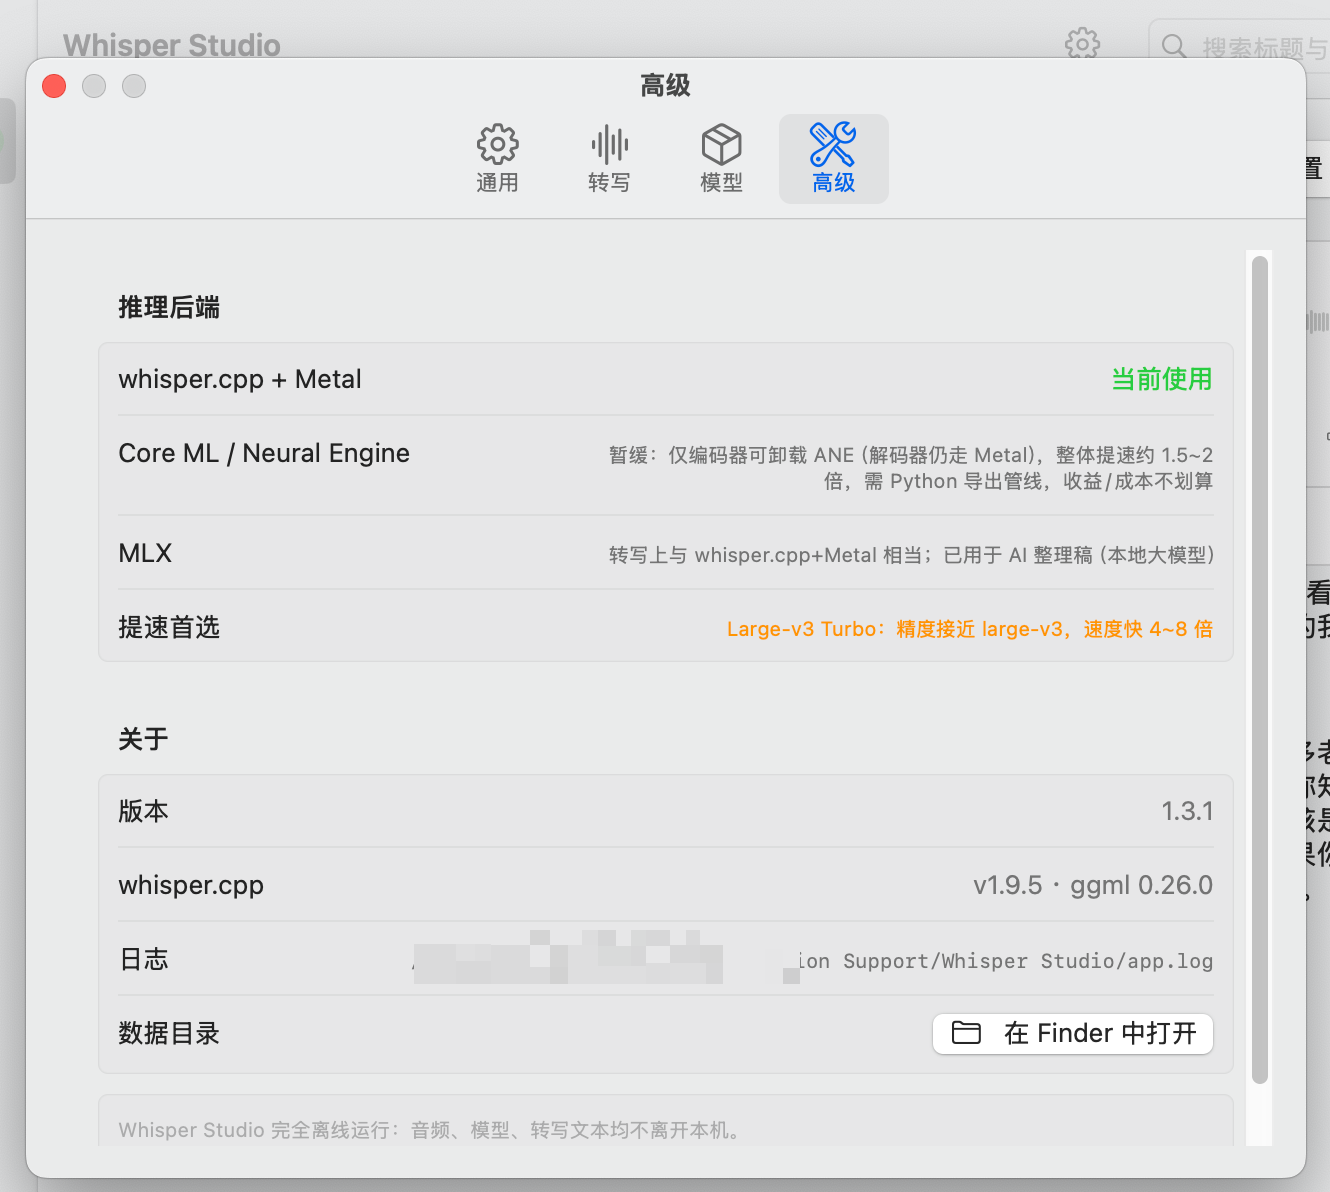 Whisper Studio
搜索标题与
高级
通用
转写
模型
高级
置
推理后端
whisper.cpp + Metal
当前使用
Core ML / Neural Engine
暂缓：仅编码器可卸载 ANE (解码器仍走 Metal)，整体提速约 1.5~2
倍，需 Python 导出管线，收益/成本不划算
MLX
转写上与 whisper.cpp+Metal 相当；已用于 AI 整理稿 (本地大模型)
提速首选
Large-v3 Turbo：精度接近 large-v3，速度快 4~8 倍
看
关于
版本
1.3.1
whisper.cpp
v1.9.5 · ggml 0.26.0
日志
ion Support/Whisper Studio/app.log
数据目录
在 Finder 中打开
Whisper Studio 完全离线运行：音频、模型、转写文本均不离开本机。